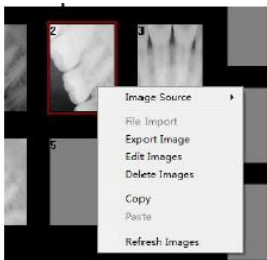 2 3
5
Image Source
File Import
Export Image
Edit Images
Delete Images
Copy
Paste
Refresh Images